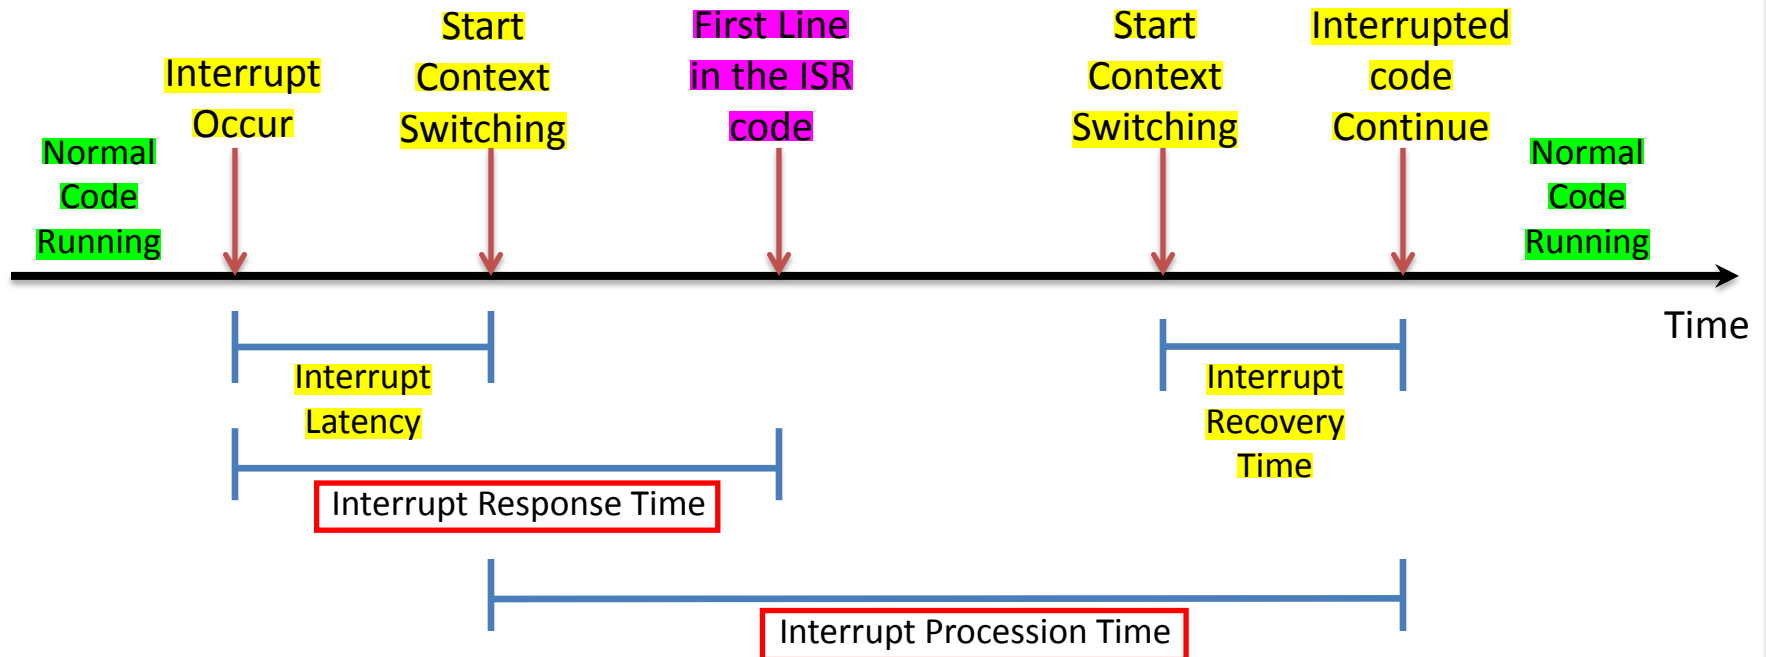 Interrupt
Occur
Start
Context
Switching
First Line
in the ISR
code
Start
Context
Switching
Interrupted
code
Continue
Normal
Code
Running
Normal
Code
Running
Time
Interrupt
Latency
Interrupt
Recovery
Time
Interrupt Response Time
Interrupt Procession Time